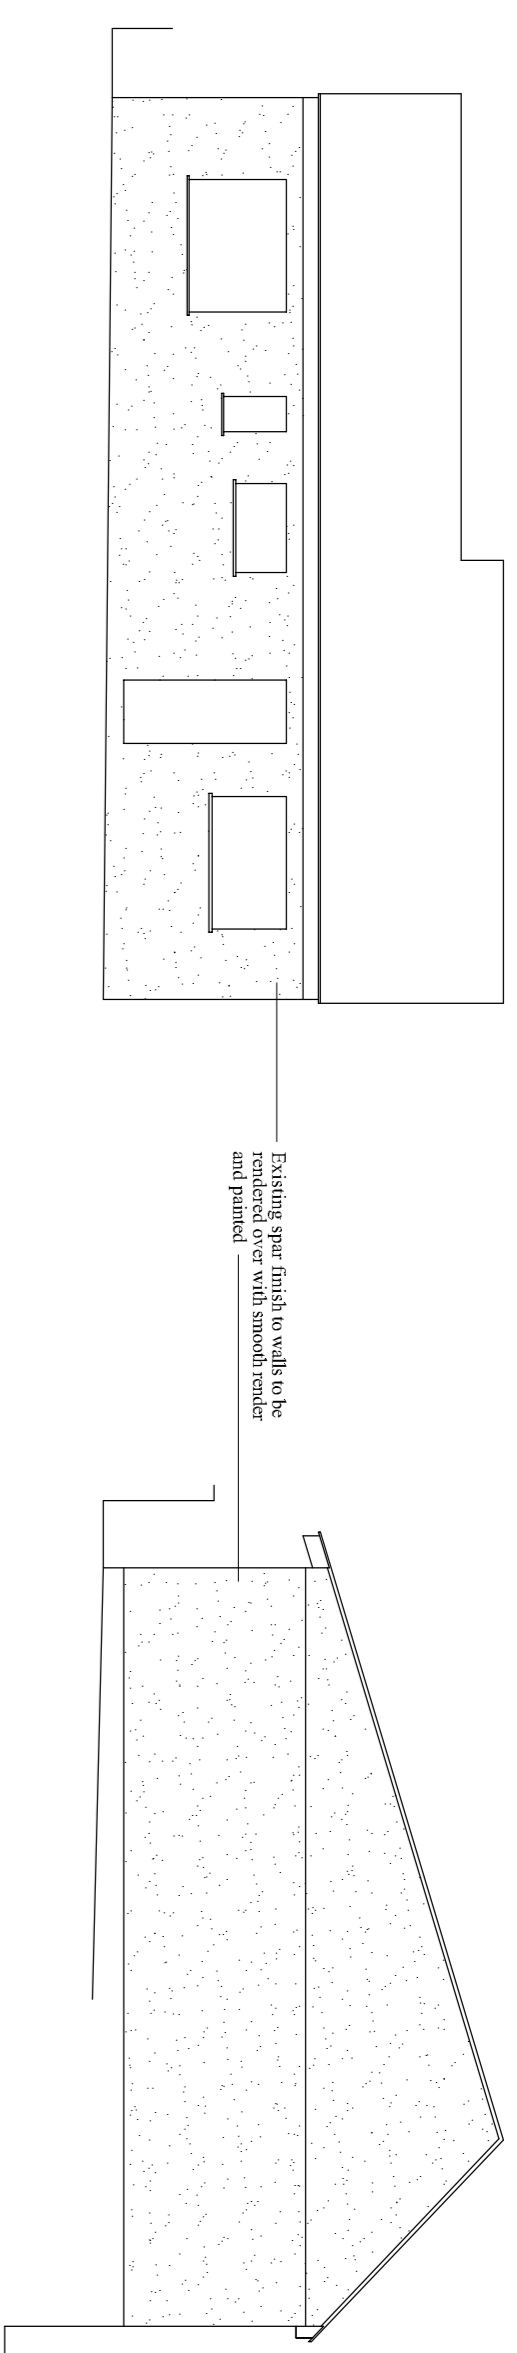 Existing spar finish to walls to be
rendered over with smooth render
and painted